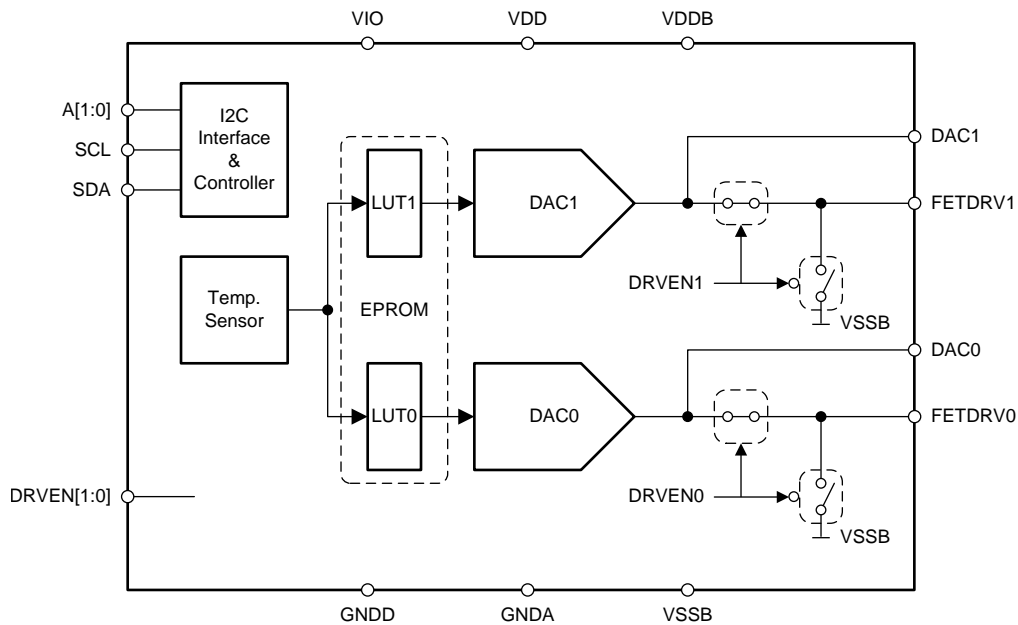 VIO VDD VDDB
A[1:0]
SCL
SDA
I2C
Interface
&
Controller
Temp.
Sensor
LUT1
EPROM
LUT0
DAC1
DAC0
DRVEN1
VSSB
DRVEN0
VSSB
DAC1
FETDRV1
DAC0
FETDRV0
DRVEN[1:0]
GNDD GNDA VSSB